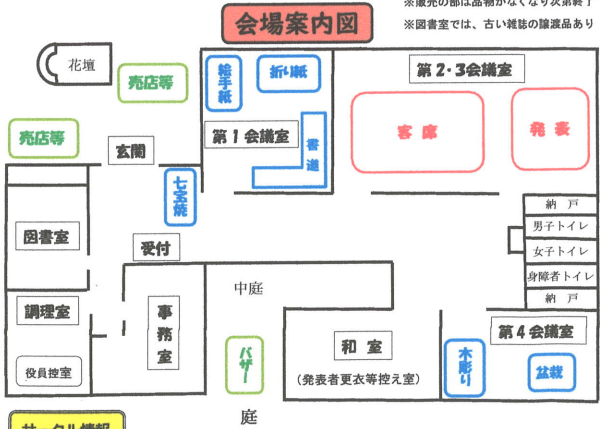 ※販売の部は品物がなくなり次第終了
会場案内図
※図書室では、古い雑誌の譲渡品あり
花壇
売店等
絵手紙
折り紙
第2・3会議室
客席
発表
売店等
玄関
第1会議室
書道
七宝焼
納戸
男子トイレ
女子トイレ
身障者トイレ
納戸
図書室
受付
中庭
調理室
事務室
役員控室
バザー
和室
(発表者更衣等控え室)
木彫り
第4会議室
盆栽
庭
サークル情報